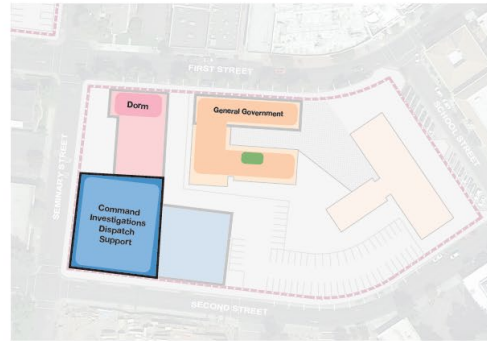 FIRST STREET
Dorm
General Government
SCHOOL STREET
SEMINARY STREET
Command
Investigations
Dispatch
Support
SECOND STREET